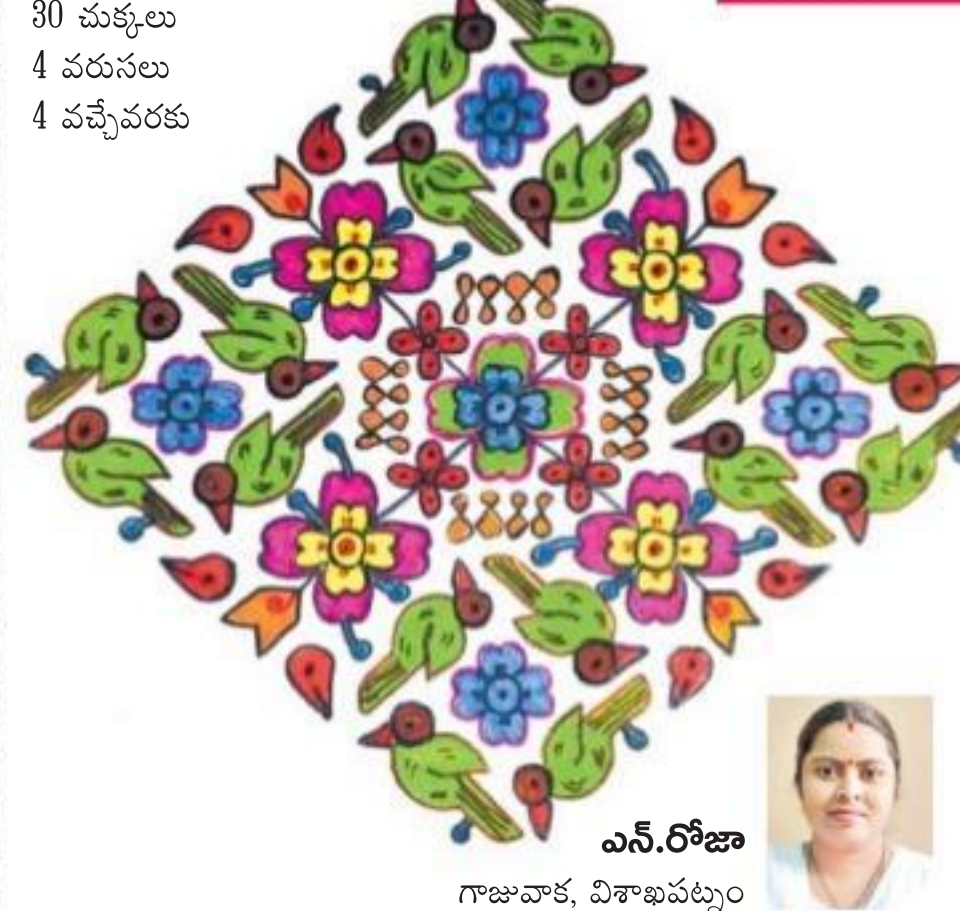 30 చుక్కలు
4 వరుసలు
4 వచ్చేవరకు
ఎన్.రోజా
గాజువాక, విశాఖపట్నం